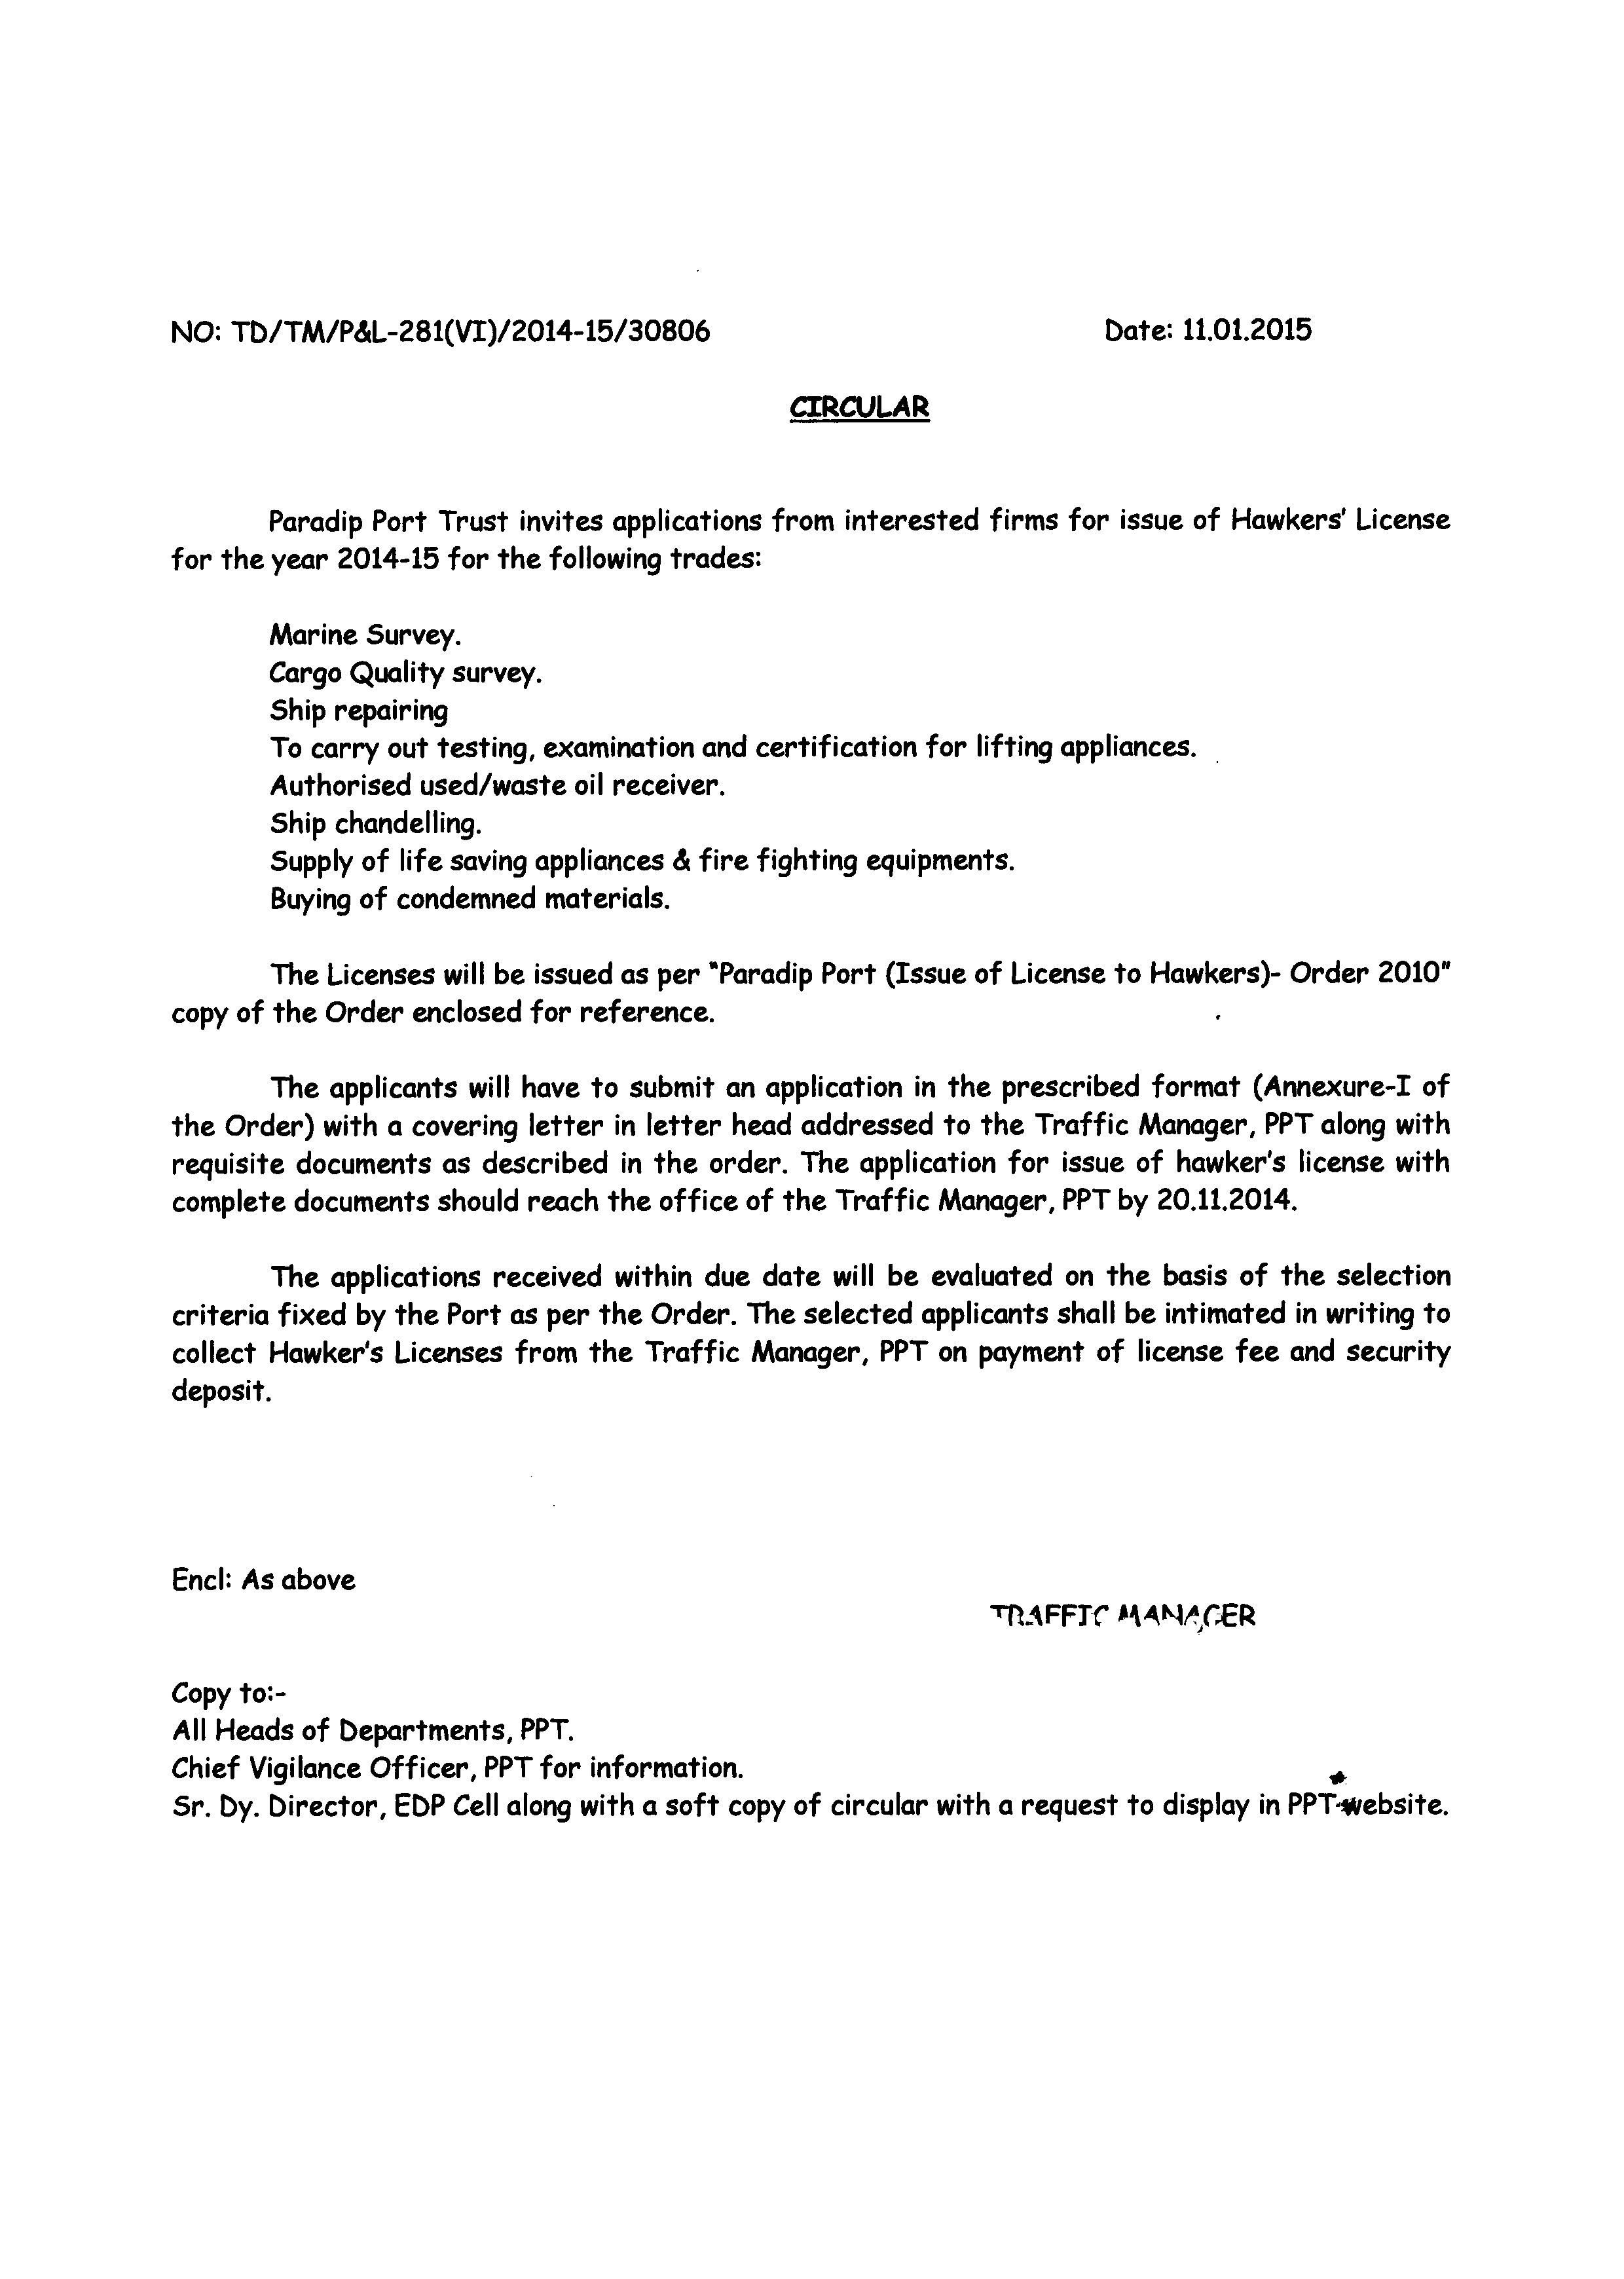 NO: TD/TM/P&L-281(VI)/2014-15/30806 Date: 11.01.2015
CIRCULAR
Paradip Port Trust invites applications from interested firms for issue of Hawkers' License
for the year 2014-15 for the following trades:
Marine Survey.
Cargo Quality survey.
Ship repairing
To carry out testing, examination and certification for lifting appliances.
Authorised used/waste oil receiver.
Ship chandelling.
Supply of life saving appliances & fire fighting equipments.
Buying of condemned materials.
The Licenses will be issued as per "Paradip Port (Issue of License to Hawkers)- Order 2010"
copy of the Order enclosed for reference.
The applicants will have to submit an application in the prescribed format (Annexure-I of
the Order) with a covering letter in letter head addressed to the Traffic Manager, PPT along with
requisite documents as described in the order. The application for issue of hawker's license with
complete documents should reach the office of the Traffic Manager, PPT by 20.11.2014.
The applications received within due date will be evaluated on the basis of the selection
criteria fixed by the Port as per the Order. The selected applicants shall be intimated in writing to
collect Hawker's Licenses from the Traffic Manager, PPT on payment of license fee and security
deposit.
Encl: As above
TRAFFIC MANAGER
Copy to:-
All Heads of Departments, PPT.
Chief Vigilance Officer, PPT for information.
Sr. Dy. Director, EDP Cell along with a soft copy of circular with a request to display in PPT website.